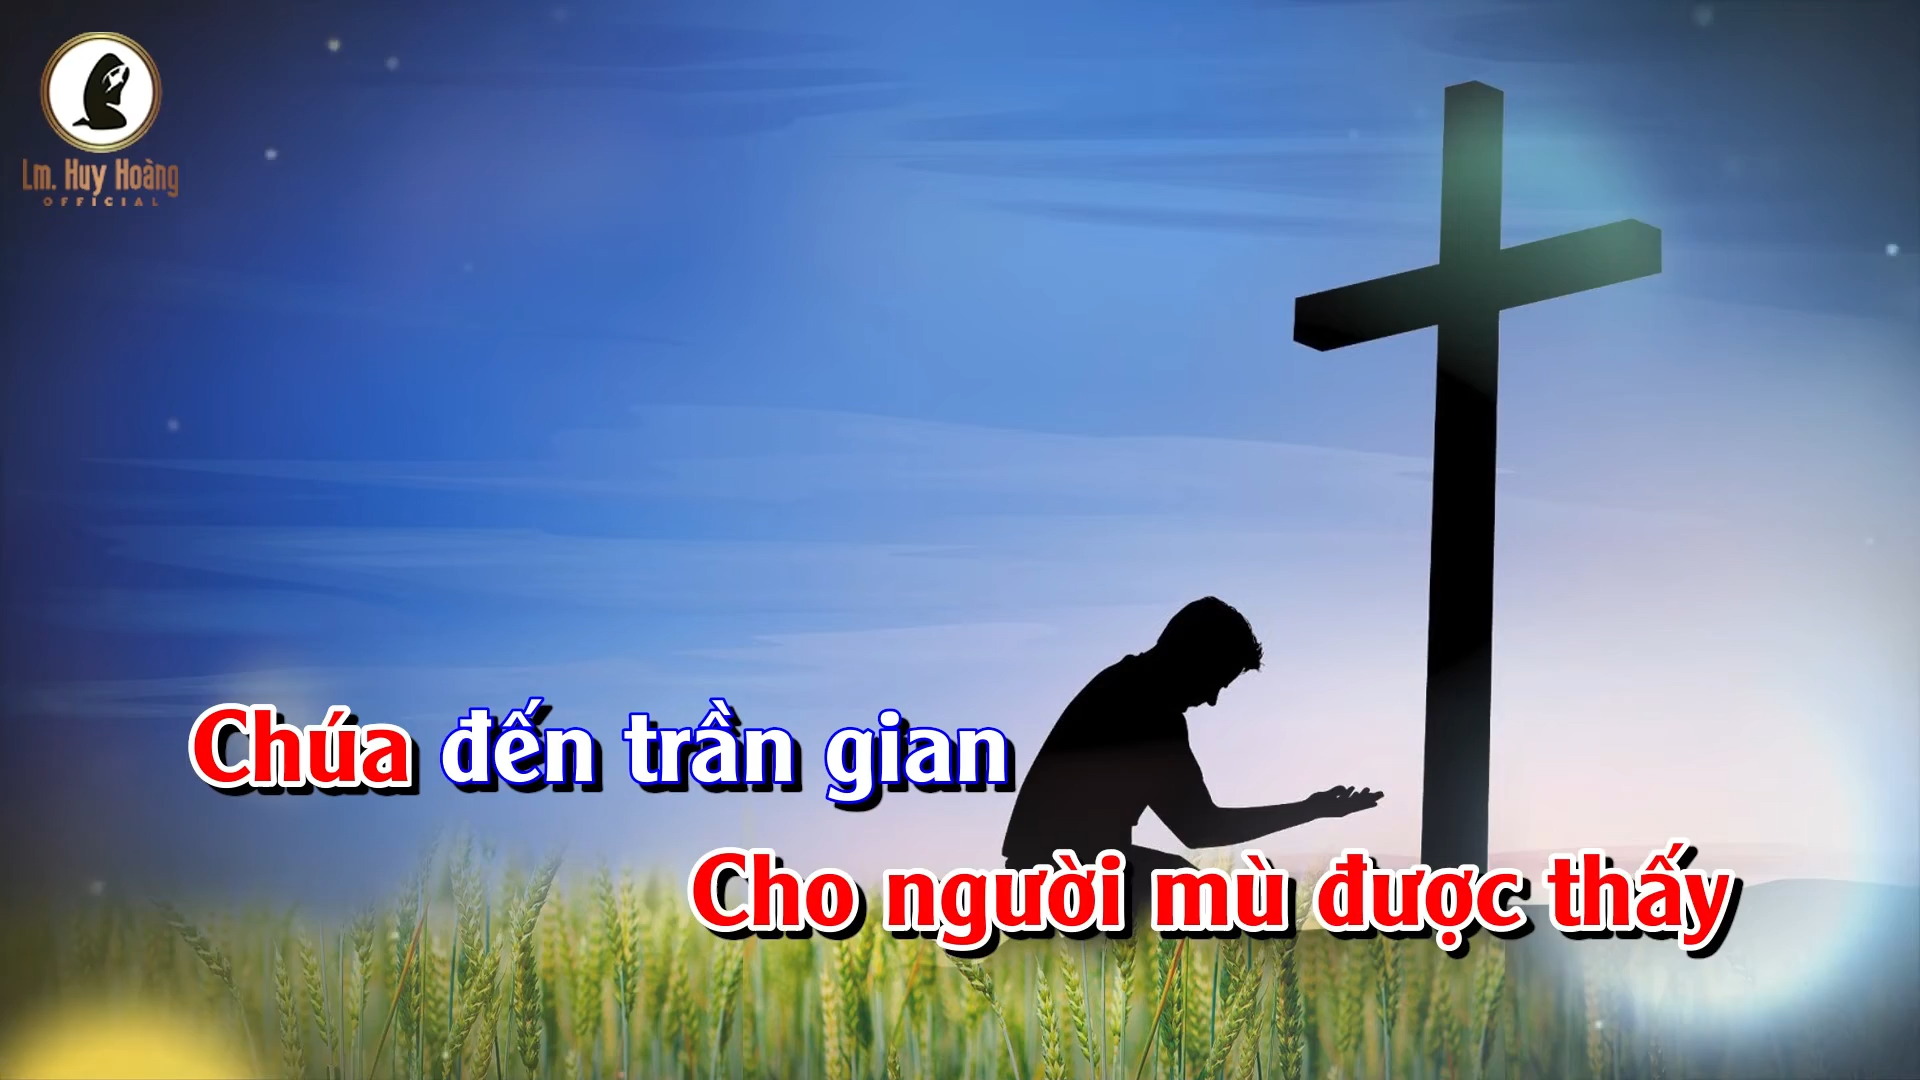 Lm. Huy Hoàng
OFFICIAL
Chúa đến trần gian
Cho người mù được thấy